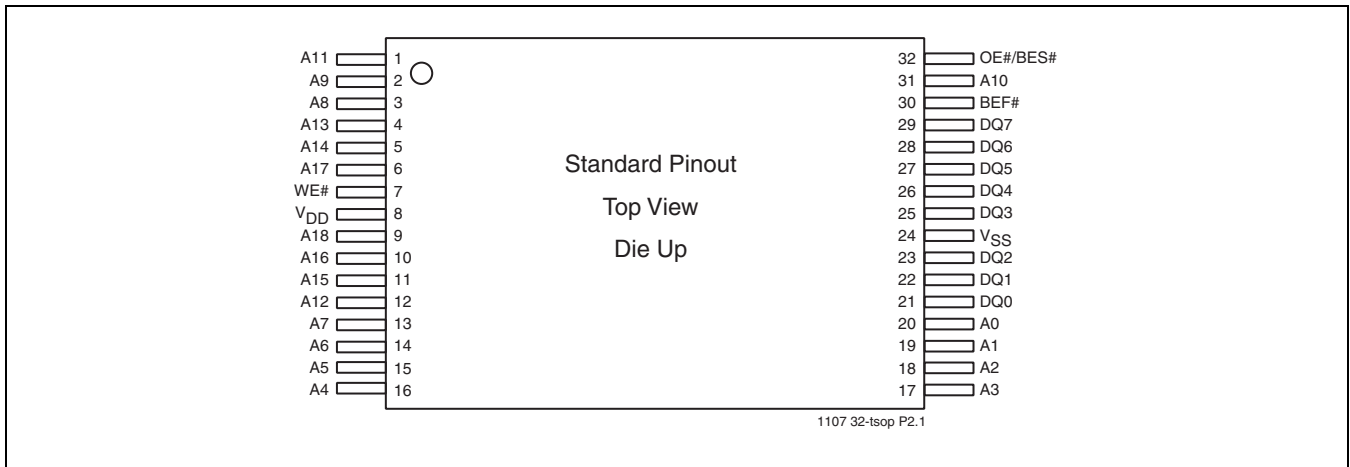 A11 1 32 OE#/BES#
A9 2 31 A10
A8 3 30 BEF#
A13 4 29 DQ7
A14 5 28 DQ6
A17 6 27 DQ5
WE# 7 26 DQ4
VDD 8 25 DQ3
A18 9 24 VSS
A16 10 23 DQ2
A15 11 22 DQ1
A12 12 21 DQ0
A7 13 20 A0
A6 14 19 A1
A5 15 18 A2
A4 16 17 A3
Standard Pinout
Top View
Die Up
1107 32-tsop P2.1